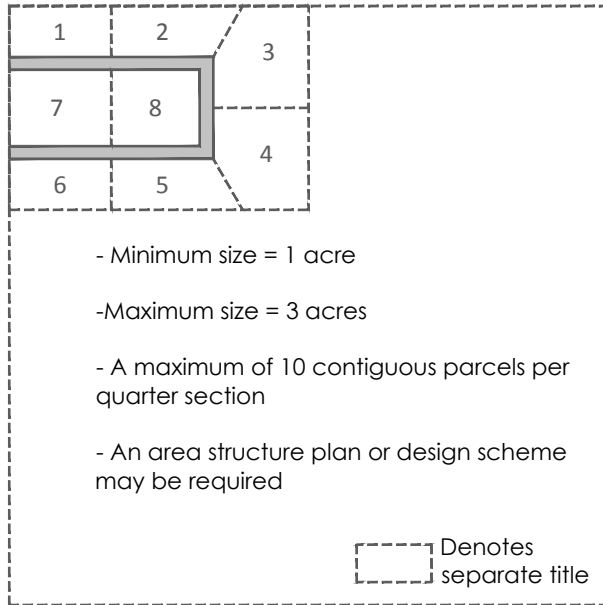 1 2 3
7 8 4
6 5
- Minimum size = 1 acre
-Maximum size = 3 acres
- A maximum of 10 contiguous parcels per
quarter section
- An area structure plan or design scheme
may be required
Denotes
separate title